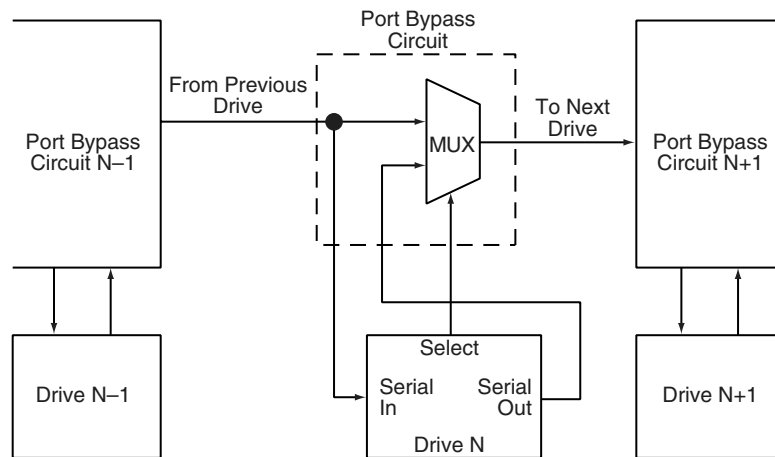 Port Bypass
Circuit
From Previous
Drive
To Next
Drive
Port Bypass
Circuit N–1
MUX
Port Bypass
Circuit N+1
Drive N–1
Select
Serial
In
Serial
Out
Drive N
Drive N+1